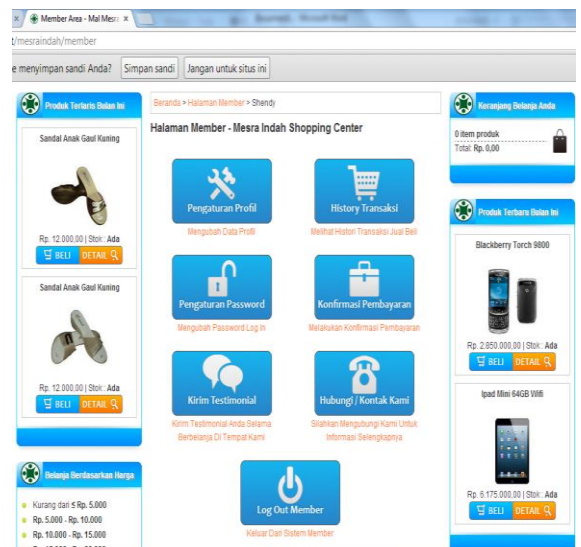 Member Area - Mal Mesra
/mesraindah/member
menyimpan sandi Anda?
Simpan sandi
Jangan untuk situs ini
Produk Terlaris Bulan Ini
Sandal Anak Gaul Kuning
Rp. 12.000,00 | Stok : Ada
BELI
DETAIL
Sandal Anak Gaul Kuning
Rp. 12.000,00 | Stok : Ada
BELI
DETAIL
Belanja Berdasarkan Harga
Kurang dari ≤ Rp. 5.000
Rp. 5.000 - Rp. 10.000
Rp. 10.000 - Rp. 15.000
Beranda > Halaman Member > Shendy
Halaman Member - Mesra Indah Shopping Center
Pengaturan Profil
Mengubah Data Profil
History Transaksi
Melihat Histori Transaksi Jual Beli
Pengaturan Password
Mengubah Password Log In
Konfirmasi Pembayaran
Melakukan Konfirmasi Pembayaran
Kirim Testimonial
Kirim Testimonial Anda Selama
Berbelanja Di Tempat Kami
Hubungi / Kontak Kami
Silahkan Mengubungi Kami Untuk
Informasi Selengkapnya
Log Out Member
Keluar Dari Sistem Member
Keranjang Belanja Anda
0 item produk
Total: Rp. 0,00
Produk Terbaru Bulan Ini
Blackberry Torch 9800
Rp. 2.850.000,00 | Stok : Ada
BELI
DETAIL
Ipad Mini 64GB Wifi
Rp. 6.175.000,00 | Stok : Ada
BELI
DETAIL